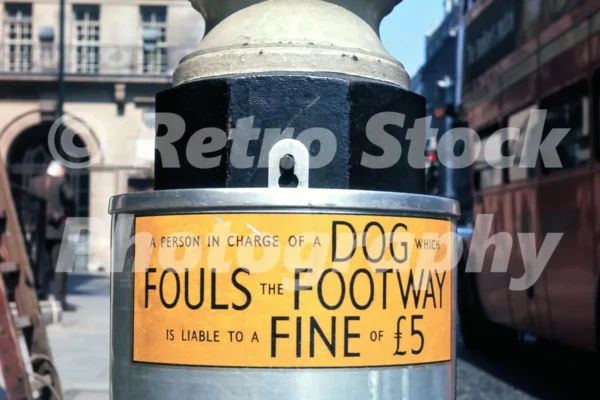 © Retro Stock
Photography
A PERSON IN CHARGE OF A DOG WHICH
FOULS THE FOOTWAY
IS LIABLE TO A FINE OF £5